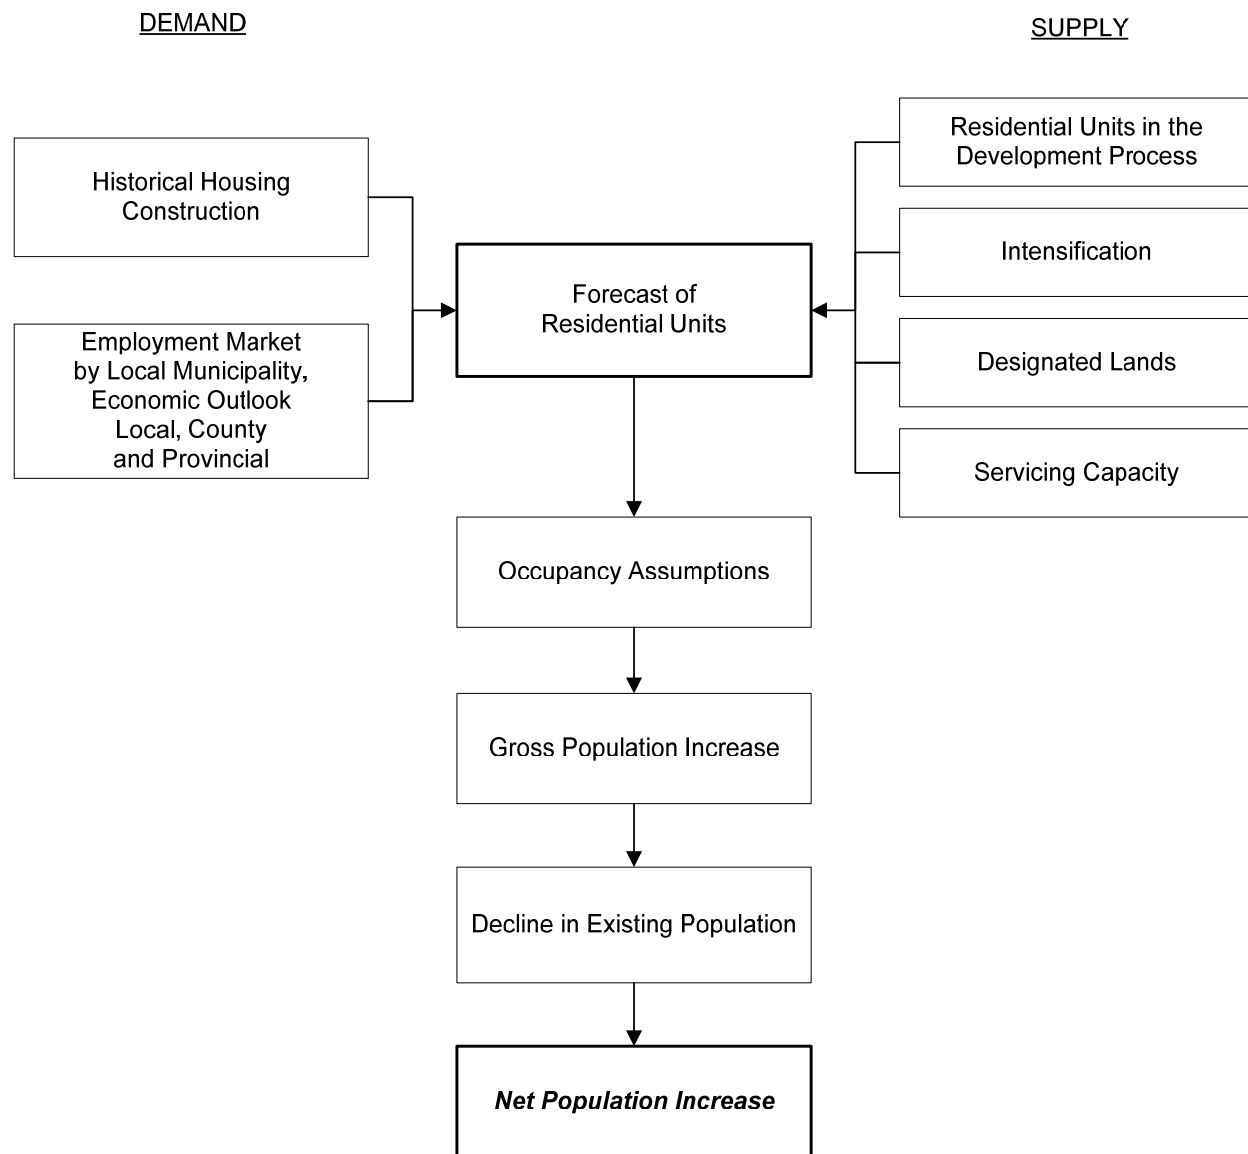 DEMAND
SUPPLY
Historical Housing
Construction
Employment Market
by Local Municipality,
Economic Outlook
Local, County
and Provincial
Forecast of
Residential Units
Residential Units in the
Development Process
Intensification
Designated Lands
Servicing Capacity
Occupancy Assumptions
Gross Population Increase
Decline in Existing Population
Net Population Increase